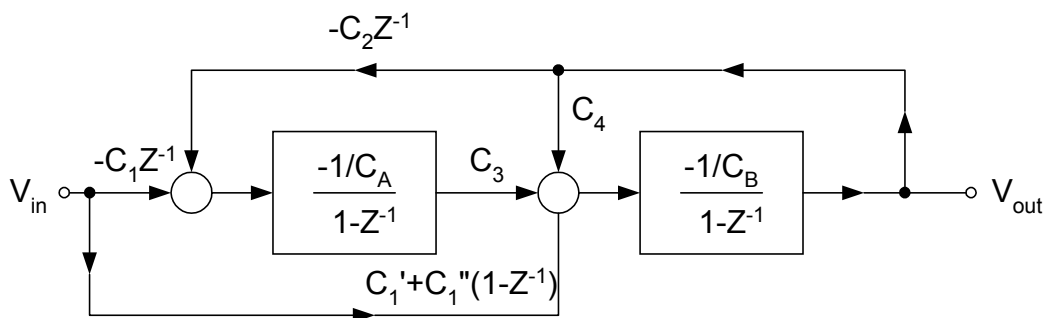 -C₂Z⁻¹
C₄
-C₁Z⁻¹
V_in
-1/C_A
1-Z⁻¹
C₃
-1/C_B
1-Z⁻¹
V_out
C₁'+C₁"(1-Z⁻¹)